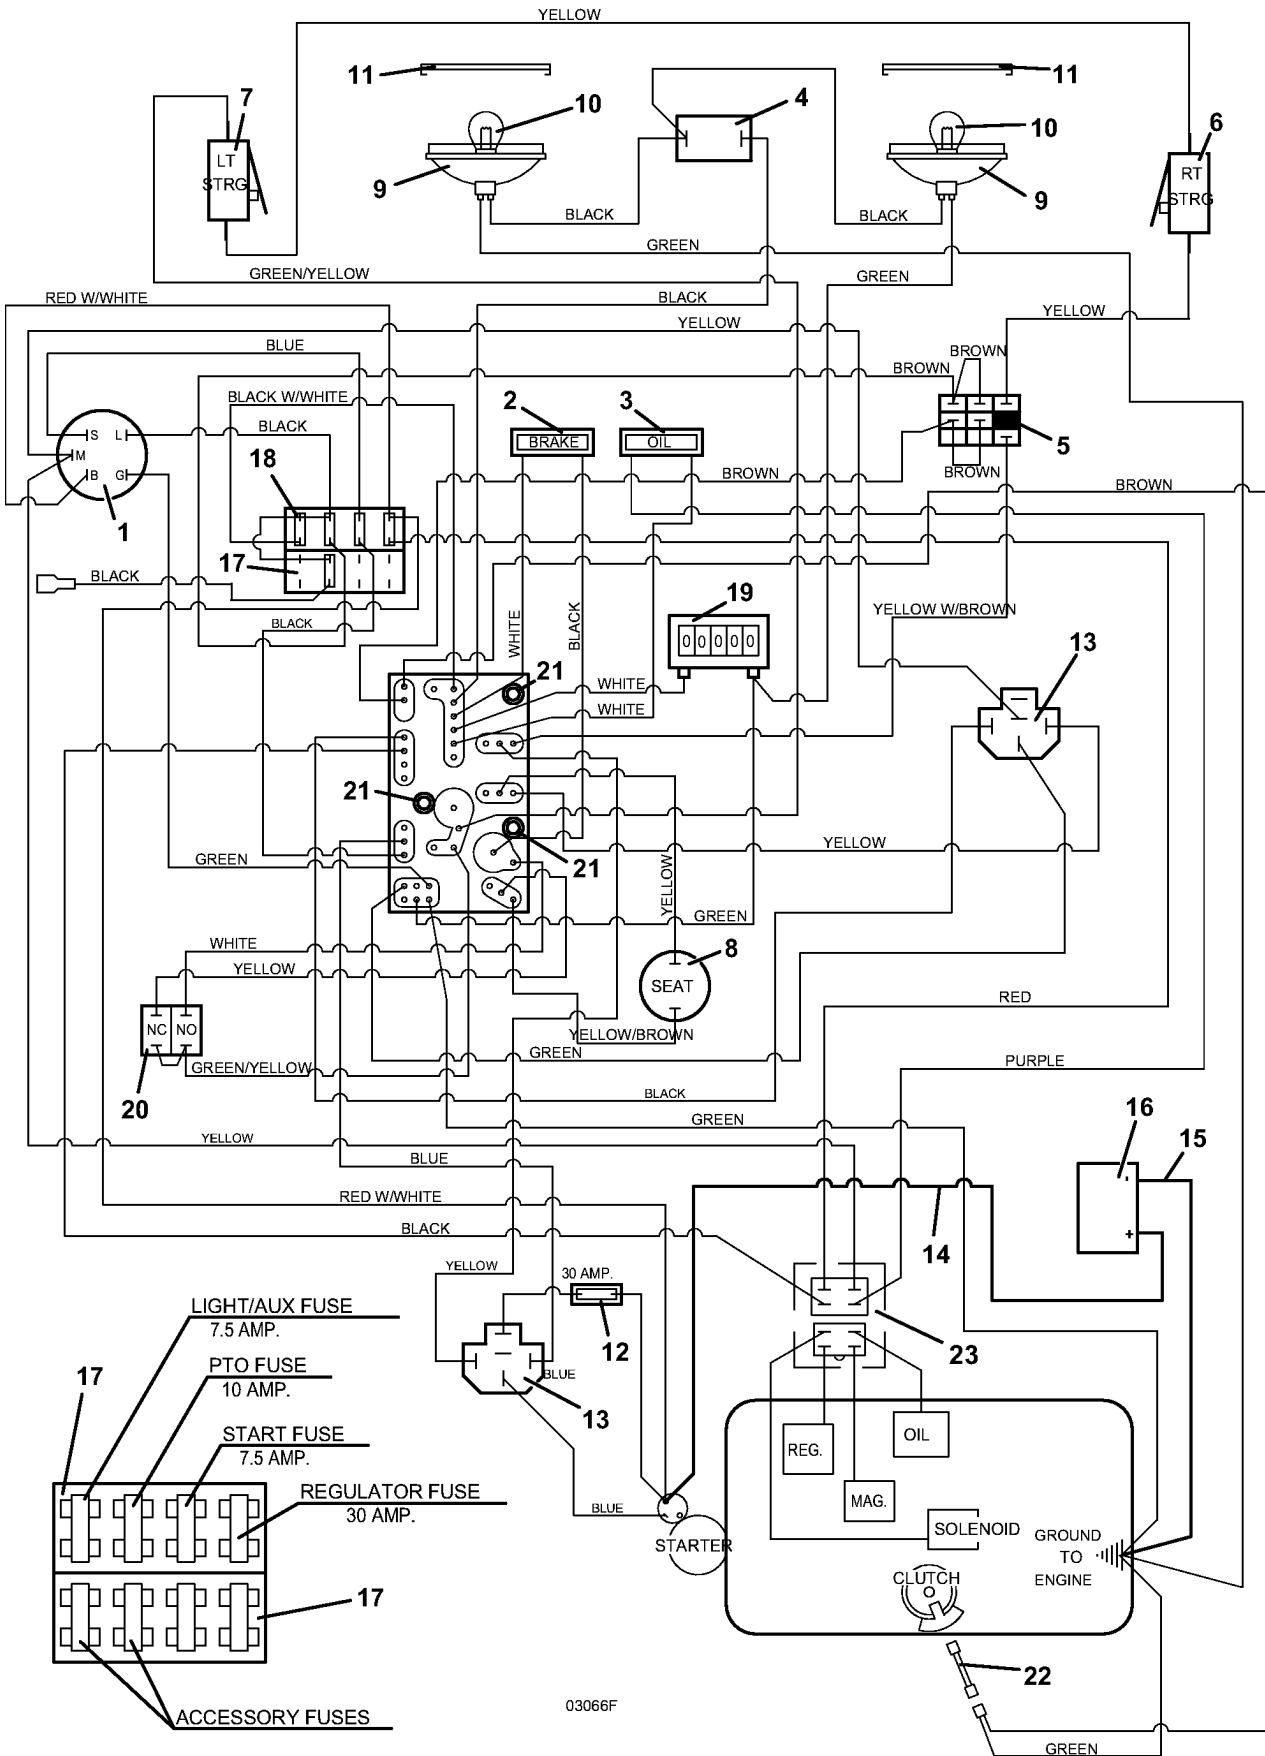 YELLOW
11
11
7
10
4
10
6
LT
STRG
RT
STRG
9
9
BLACK
BLACK
GREEN
GREEN/YELLOW
GREEN
RED W/WHITE
BLACK
YELLOW
YELLOW
BLUE
BROWN
BROWN
BLACK W/WHITE
2
3
BLACK
BRAKE
OIL
S L
M
B G
18
5
BROWN
BROWN
BROWN
1
17
BLACK
19
BLACK
YELLOW W/BROWN
0 0 0 0 0
WHITE
BLACK
13
21
WHITE
WHITE
21
YELLOW
GREEN
21
YELLOW
GREEN
WHITE
8
YELLOW
SEAT
RED
NC NO
YELLOW/BROWN
GREEN
PURPLE
GREEN/YELLOW
BLACK
20
16
GREEN
YELLOW
15
BLUE
-
RED W/WHITE
BLACK
+
14
YELLOW
30 AMP.
LIGHT/AUX FUSE
7.5 AMP.
12
23
PTO FUSE
10 AMP.
17
BLUE
13
START FUSE
7.5 AMP.
OIL
REG.
REGULATOR FUSE
30 AMP.
MAG.
BLUE
SOLENOID
STARTER
GROUND
TO
ENGINE
CLUTCH
17
22
03066F
ACCESSORY FUSES
GREEN